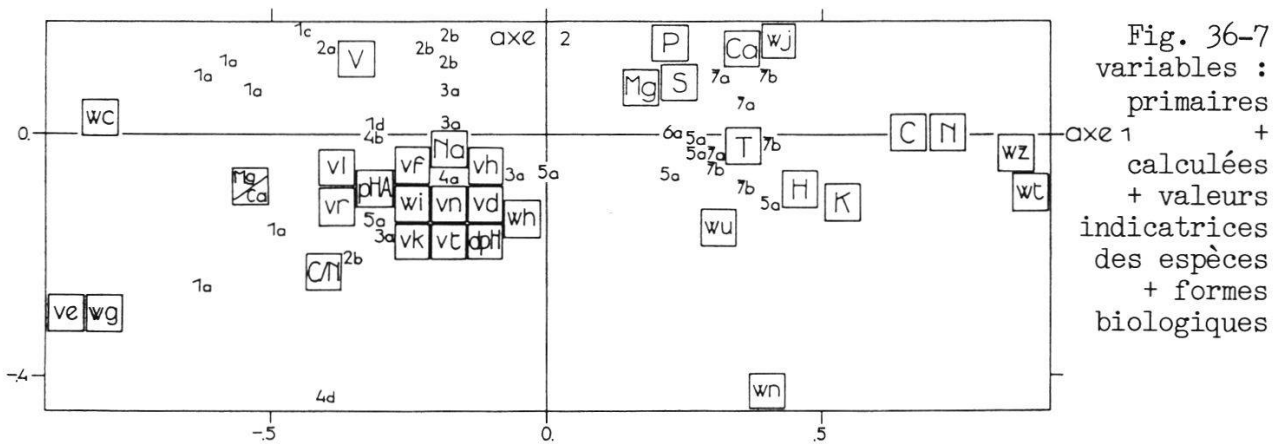 1c 2a V 2b 2b axe 2 P Ca wj
1a 1a 1a 2b 3a Mg S 7a 7b 7a
wc
0. 1d 4b 3a Na 6a 5a T 7b C N axe 1
Mg/Ca vl pHA vf vh 4a 3a 5a 5a 7a 5a 7b wz
vr wi vn vd wh 7b 5a H K wt
1a 5a 3a vk vt dpH wu
1a C/N 2b
ve wg
-.4 4d wn
-.5 0. .5
Fig. 36-7
variables :
primaires
+
calculées
+ valeurs
indicatrices
des espèces
+ formes
biologiques